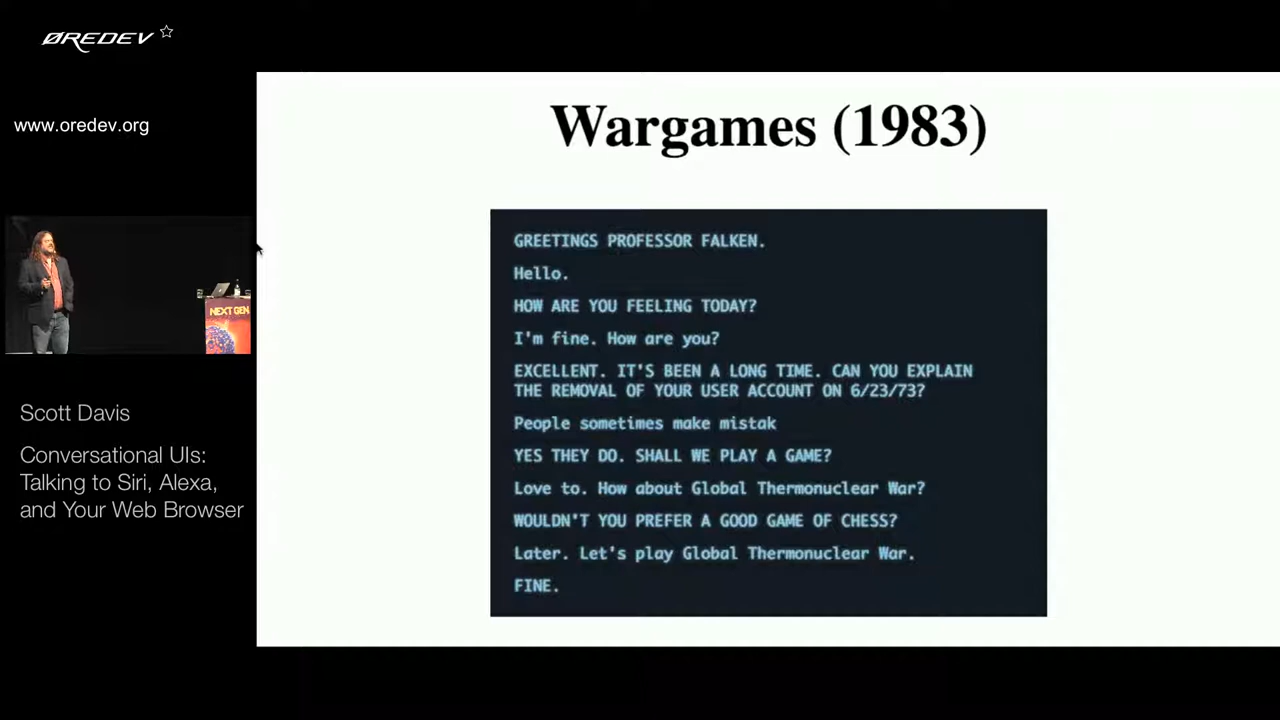 ØREDEV
www.oredev.org
Wargames (1983)
GREETINGS PROFESSOR FALKEN.
Hello.
HOW ARE YOU FEELING TODAY?
I'm fine. How are you?
EXCELLENT. IT'S BEEN A LONG TIME. CAN YOU EXPLAIN
THE REMOVAL OF YOUR USER ACCOUNT ON 6/23/73?
People sometimes make mistak
YES THEY DO. SHALL WE PLAY A GAME?
Love to. How about Global Thermonuclear War?
WOULDN'T YOU PREFER A GOOD GAME OF CHESS?
Later. Let's play Global Thermonuclear War.
FINE.
NEXT GEN
Scott Davis
Conversational UIs:
Talking to Siri, Alexa,
and Your Web Browser